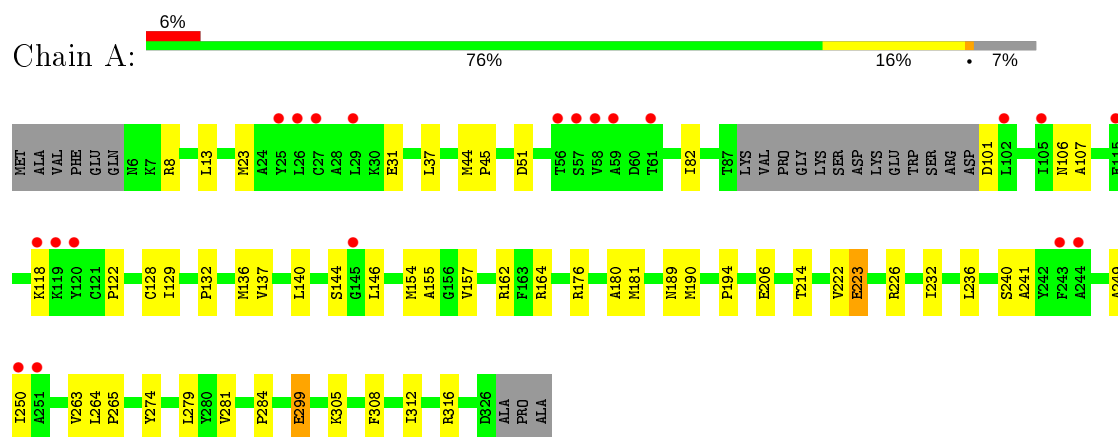 6%
Chain A:
76% 16% • 7%
MET ALA VAL PHE GLU GLN N6 K7 R8 L13 M23 A24 Y25 L26 C27 A28 L29 K30 E31 L37 M44 P45 D51 T56 S57 V58 A59 D60 T61 I82 T87 LYS VAL PRO GLY LYS SER ASP LYS GLU TRP SER ARG ASP D101 L102 I105 N106 A107 E115
K118 K119 Y120 C121 P122 C128 I129 P132 M136 V137 L140 S144 G145 L146 M154 A155 G156 V157 R162 F163 R164 R176 A180 M181 N189 M190 P194 E206 T214 V222 E223 R226 I232 L236 S240 A241 Y242 F243 A244 A249
I250 A251 V263 L264 P265 Y274 L279 Y280 V281 P284 E299 K305 F308 I312 R316 D326 ALA PRO ALA